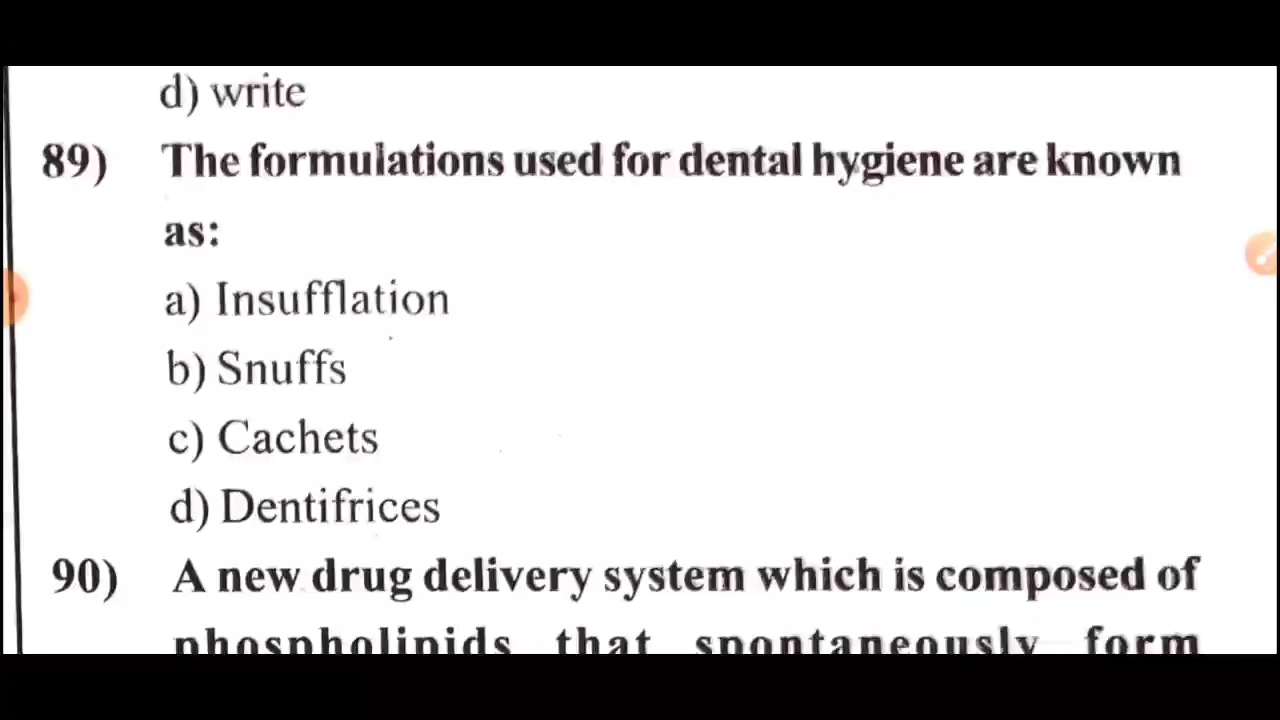 d) write
89) The formulations used for dental hygiene are known
as:
a) Insufflation
b) Snuffs
c) Cachets
d) Dentifrices
90) A new drug delivery system which is composed of
phospholipids that spontaneously form